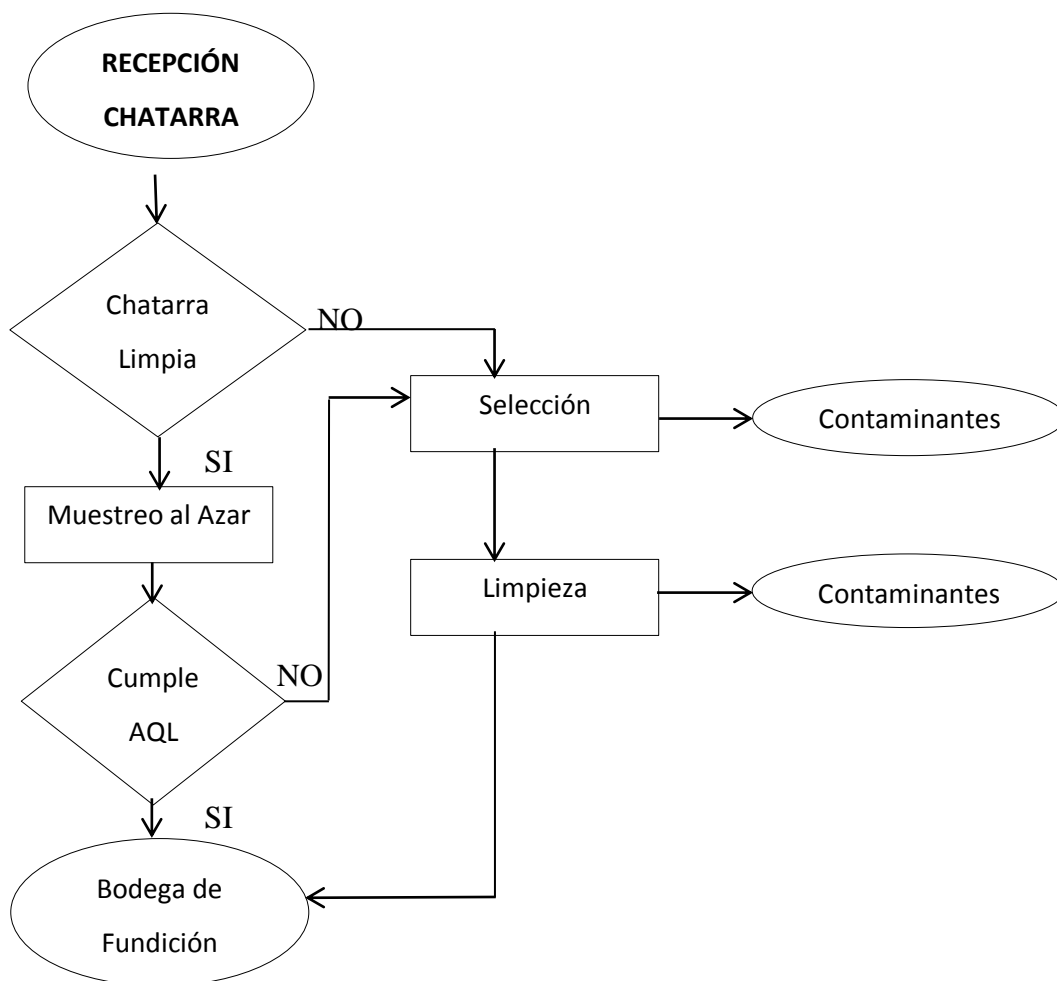 RECEPCIÓN
CHATARRA
Chatarra
Limpia
NO
Selección
Contaminantes
SI
Muestreo al Azar
Limpieza
Contaminantes
Cumple
AQL
NO
SI
Bodega de
Fundición